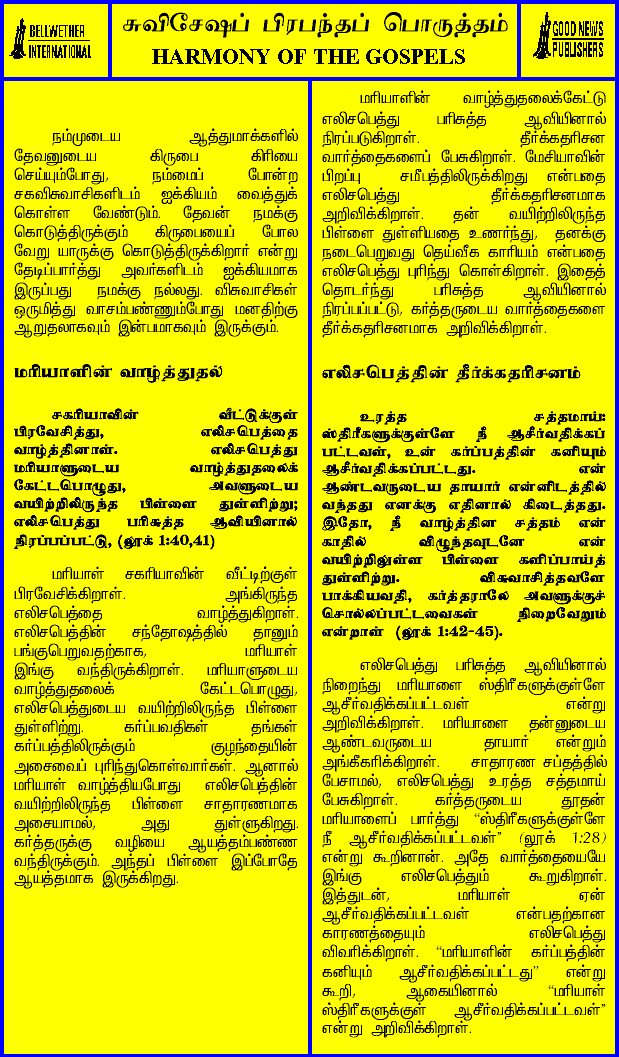 BELLWETHER
INTERNATIONAL
சுவிசேஷப் பிரபந்தப் பொருத்தம்
HARMONY OF THE GOSPELS
GOOD NEWS
PUBLISHERS
நம்முடைய ஆத்துமாக்களில்
தேவனுடைய கிருபை கிரியை
செய்யும்போது, நம்மைப் போன்ற
சகவிசுவாசிகளிடம் ஐக்கியம் வைத்துக்
கொள்ள வேண்டும். தேவன் நமக்கு
கொடுத்திருக்கும் கிருபையைப் போல
வேறு யாருக்கு கொடுத்திருக்கிறார் என்று
தேடிப்பார்த்து அவர்களிடம் ஐக்கியமாக
இருப்பது நமக்கு நல்லது. விசுவாசிகள்
ஒருமித்து வாசம்பண்ணும்போது மனதிற்கு
ஆறுதலாகவும் இன்பமாகவும் இருக்கும்.
மரியாளின் வாழ்த்துதல்
சகரியாவின் வீட்டுக்குள்
பிரவேசித்து, எலிசபெத்தை
வாழ்த்தினாள். எலிசபெத்து
மரியாளுடைய வாழ்த்துதலைக்
கேட்டபொழுது, அவளுடைய
வயிற்றிலிருந்த பிள்ளை துள்ளிற்று;
எலிசபெத்து பரிசுத்த ஆவியினால்
நிரப்பப்பட்டு, (லூக் 1:40,41)
மரியாள் சகரியாவின் வீட்டிற்குள்
பிரவேசிக்கிறாள். அங்கிருந்த
எலிசபெத்தை வாழ்த்துகிறாள்.
எலிசபெத்தின் சந்தோஷத்தில் தானும்
பங்குபெறுவதற்காக, மரியாள்
இங்கு வந்திருக்கிறாள். மரியாளுடைய
வாழ்த்துதலைக் கேட்டபொழுது,
எலிசபெத்துடைய வயிற்றிலிருந்த பிள்ளை
துள்ளிற்று. கர்ப்பவதிகள் தங்கள்
கர்ப்பத்திலிருக்கும் குழந்தையின்
அசைவைப் புரிந்துகொள்வார்கள். ஆனால்
மரியாள் வாழ்த்தியபோது எலிசபெத்தின்
வயிற்றிலிருந்த பிள்ளை சாதாரணமாக
அசையாமல், அது துள்ளுகிறது.
கர்த்தருக்கு வழியை ஆயத்தம்பண்ண
வந்திருக்கும். அந்தப் பிள்ளை இப்போதே
ஆயத்தமாக இருக்கிறது.
மரியாளின் வாழ்த்துதலைக்கேட்டு
எலிசபெத்து பரிசுத்த ஆவியினால்
நிரப்படுகிறாள். தீர்க்கதரிசன
வார்த்தைகளைப் பேசுகிறாள். மேசியாவின்
பிறப்பு சமீபத்திலிருக்கிறது என்பதை
எலிசபெத்து தீர்க்கதரிசனமாக
அறிவிக்கிறாள். தன் வயிற்றிலிருந்த
பிள்ளை துள்ளியதை உணர்ந்து, தனக்கு
நடைபெறுவது தெய்வீக காரியம் என்பதை
எலிசபெத்து புரிந்து கொள்கிறாள். இதைத்
தொடர்ந்து பரிசுத்த ஆவியினால்
நிரப்பப்பட்டு, கர்த்தருடைய வார்த்தைகளை
தீர்க்கதரிசனமாக அறிவிக்கிறாள்.
எலிசபெத்தின் தீர்க்கதரிசனம்
உரத்த சத்தமாய்:
ஸ்திரீகளுக்குள்ளே நீ ஆசீர்வதிக்கப்
பட்டவள், உன் கர்ப்பத்தின் கனியும்
ஆசீர்வதிக்கப்பட்டது. என்
ஆண்டவருடைய தாயார் என்னிடத்தில்
வந்தது எனக்கு எதினால் கிடைத்தது.
இதோ, நீ வாழ்த்தின சத்தம் என்
காதில் விழுந்தவுடனே என்
வயிற்றிலுள்ள பிள்ளை களிப்பாய்த்
துள்ளிற்று. விசுவாசித்தவளே
பாக்கியவதி, கர்த்தராலே அவளுக்குச்
சொல்லப்பட்டவைகள் நிறைவேறும்
என்றாள் (லூக் 1:42-45).
எலிசபெத்து பரிசுத்த ஆவியினால்
நிறைந்து மரியாளை ஸ்திரீகளுக்குள்ளே
ஆசீர்வதிக்கப்பட்டவள் என்று
அறிவிக்கிறாள். மரியாளை தன்னுடைய
ஆண்டவருடைய தாயார் என்றும்
அங்கீகரிக்கிறாள். சாதாரண சப்தத்தில்
பேசாமல், எலிசபெத்து உரத்த சத்தமாய்
பேசுகிறாள். கர்த்தருடைய தூதன்
மரியாளைப் பார்த்து “ஸ்திரீகளுக்குள்ளே
நீ ஆசீர்வதிக்கப்பட்டவள்” (லூக் 1:28)
என்று கூறினான். அதே வார்த்தையையே
இங்கு எலிசபெத்தும் கூறுகிறாள்.
இத்துடன், மரியாள் ஏன்
ஆசீர்வதிக்கப்பட்டவள் என்பதற்கான
காரணத்தையும் எலிசபெத்து
விவரிக்கிறாள். “மரியாளின் கர்ப்பத்தின்
கனியும் ஆசீர்வதிக்கப்பட்டது” என்று
கூறி, ஆகையினால் “மரியாள்
ஸ்திரீகளுக்குள் ஆசீர்வதிக்கப்பட்டவள்”
என்று அறிவிக்கிறாள்.